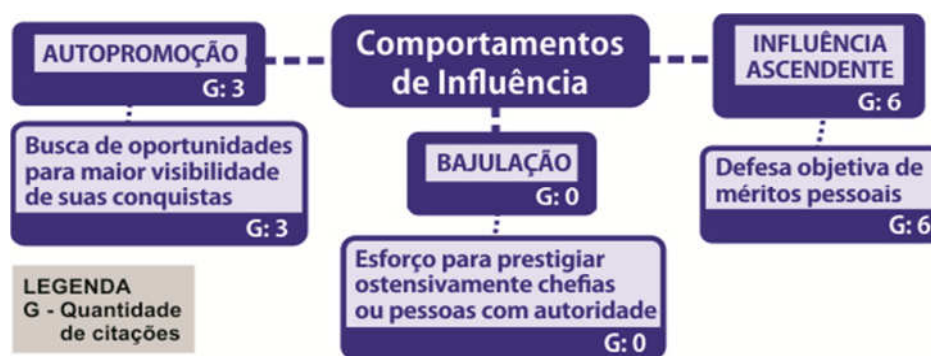 Comportamentos
de Influência
AUTOPROMOÇÃO
G: 3
Busca de oportunidades
para maior visibilidade
de suas conquistas
G: 3
BAJULAÇÃO
G: 0
Esforço para prestigiar
ostensivamente chefias
ou pessoas com autoridade
G: 0
INFLUÊNCIA
ASCENDENTE
G: 6
Defesa objetiva de
méritos pessoais
G: 6
LEGENDA
G - Quantidade
de citações